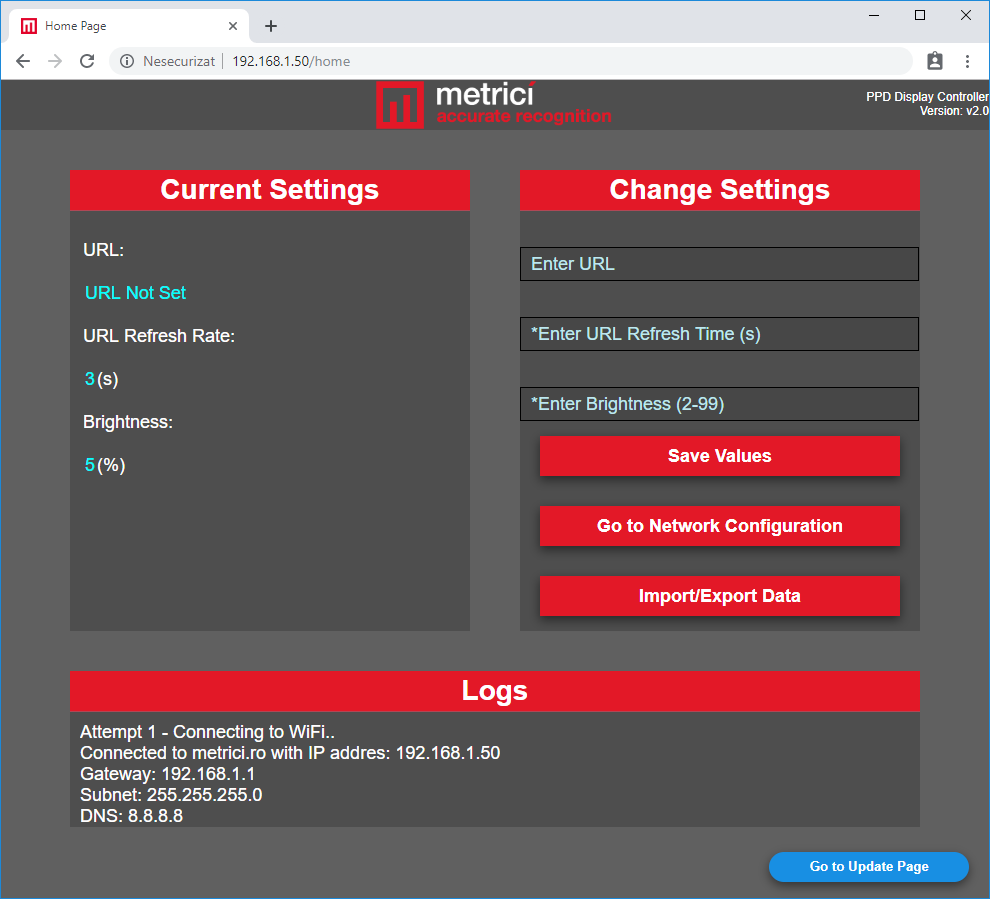 Home Page
Nesecurizat
192.168.1.50/home
metrici
accurate recognition
PPD Display Controller
Version: v2.0
Current Settings
URL:
URL Not Set
URL Refresh Rate:
3(s)
Brightness:
5(%)
Change Settings
Enter URL
*Enter URL Refresh Time (s)
*Enter Brightness (2-99)
Save Values
Go to Network Configuration
Import/Export Data
Logs
Attempt 1 - Connecting to WiFi..
Connected to metrici.ro with IP addres: 192.168.1.50
Gateway: 192.168.1.1
Subnet: 255.255.255.0
DNS: 8.8.8.8
Go to Update Page